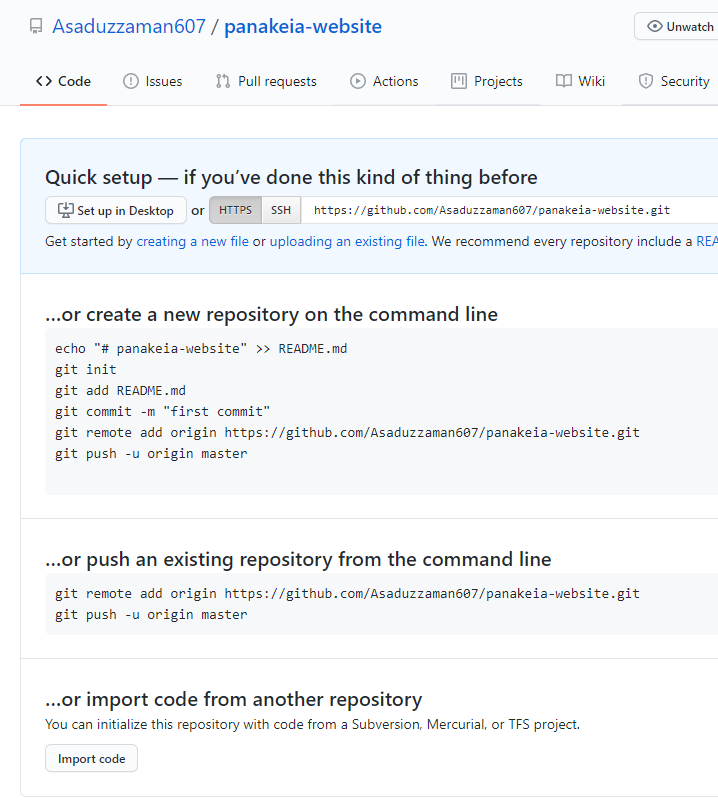 Asaduzzaman607 / panakeia-website
Unwatch
Code Issues Pull requests Actions Projects Wiki Security
Quick setup — if you’ve done this kind of thing before
Set up in Desktop or HTTPS SSH https://github.com/Asaduzzaman607/panakeia-website.git
Get started by creating a new file or uploading an existing file. We recommend every repository include a
...or create a new repository on the command line
echo "# panakeia-website" >> README.md
git init
git add README.md
git commit -m "first commit"
git remote add origin https://github.com/Asaduzzaman607/panakeia-website.git
git push -u origin master
...or push an existing repository from the command line
git remote add origin https://github.com/Asaduzzaman607/panakeia-website.git
git push -u origin master
...or import code from another repository
You can initialize this repository with code from a Subversion, Mercurial, or TFS project.
Import code